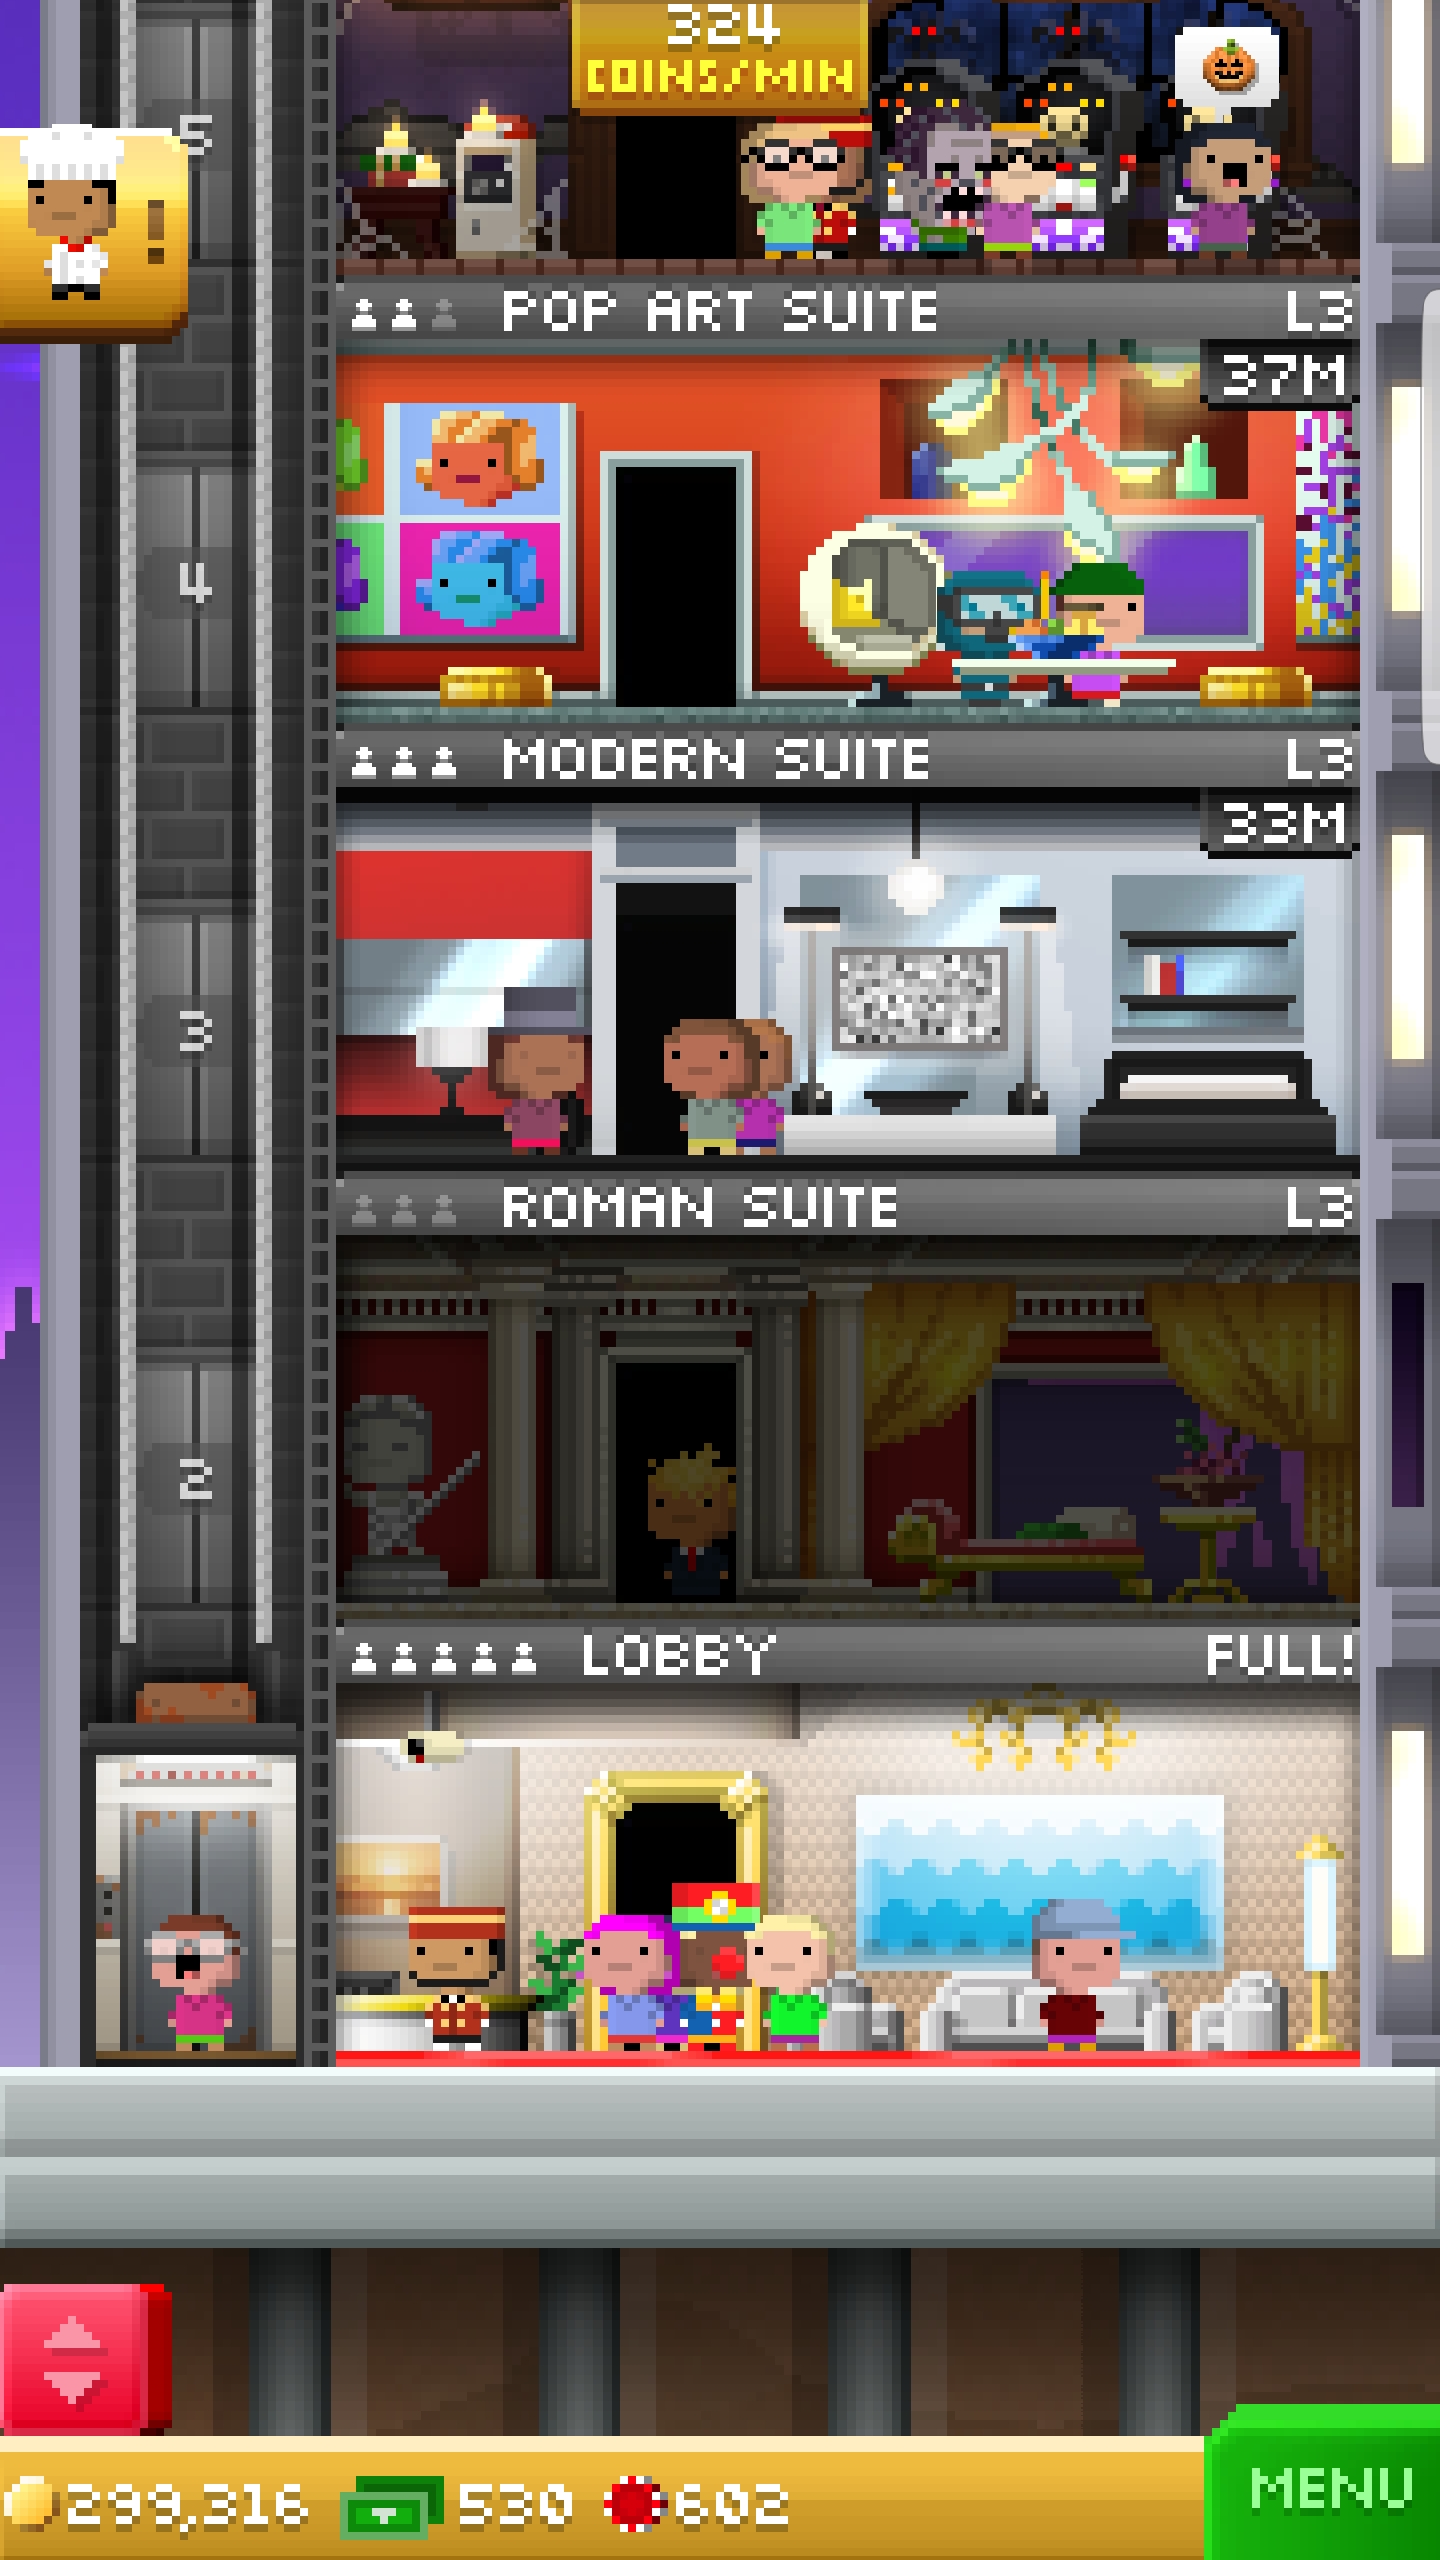 324
COINS/MIN
5
POP ART SUITE L3
37M
4
MODERN SUITE L3
33M
3
ROMAN SUITE L3
2
LOBBY FULL!
299,316 530 602
MENU